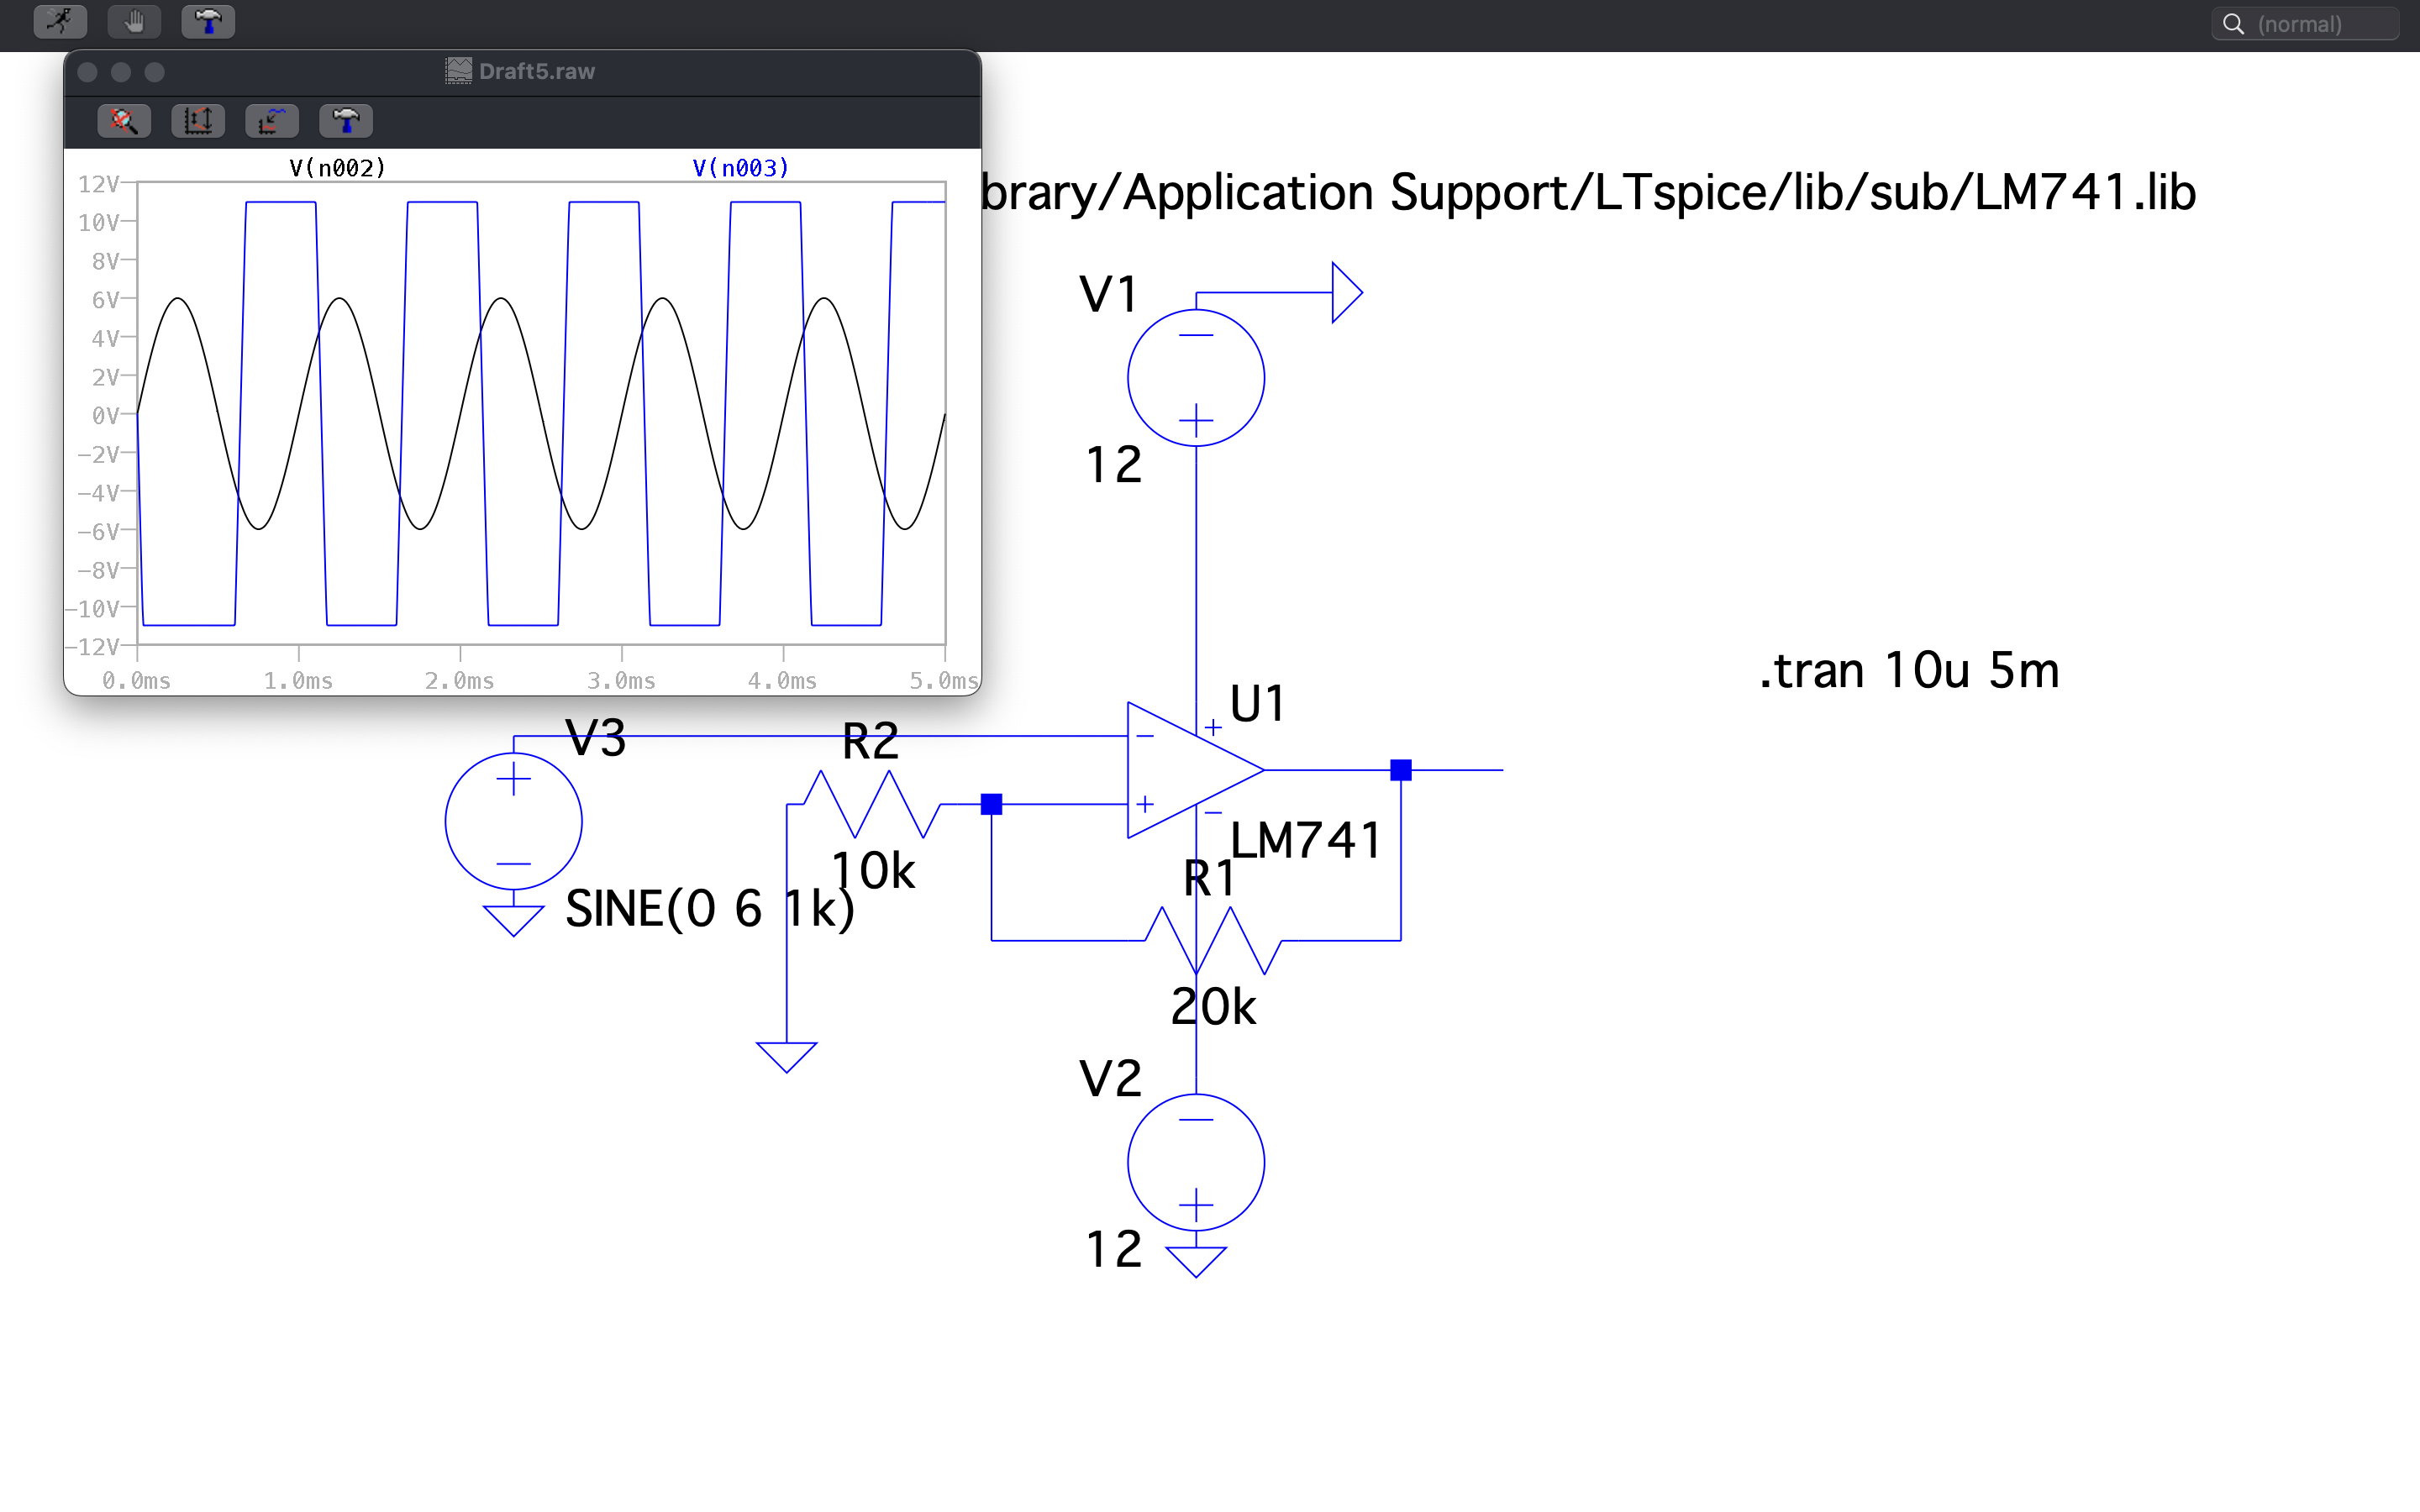 (normal)
Draft5.raw
V(n002) V(n003)
12V
10V
8V
6V
4V
2V
0V
-2V
-4V
-6V
-8V
-10V
-12V
0.0ms 1.0ms 2.0ms 3.0ms 4.0ms 5.0ms
brary/Application Support/LTspice/lib/sub/LM741.lib
V1
12
.tran 10u 5m
U1
V3
R2
LM741
10k
R1
SINE(0 6 1k)
20k
V2
12